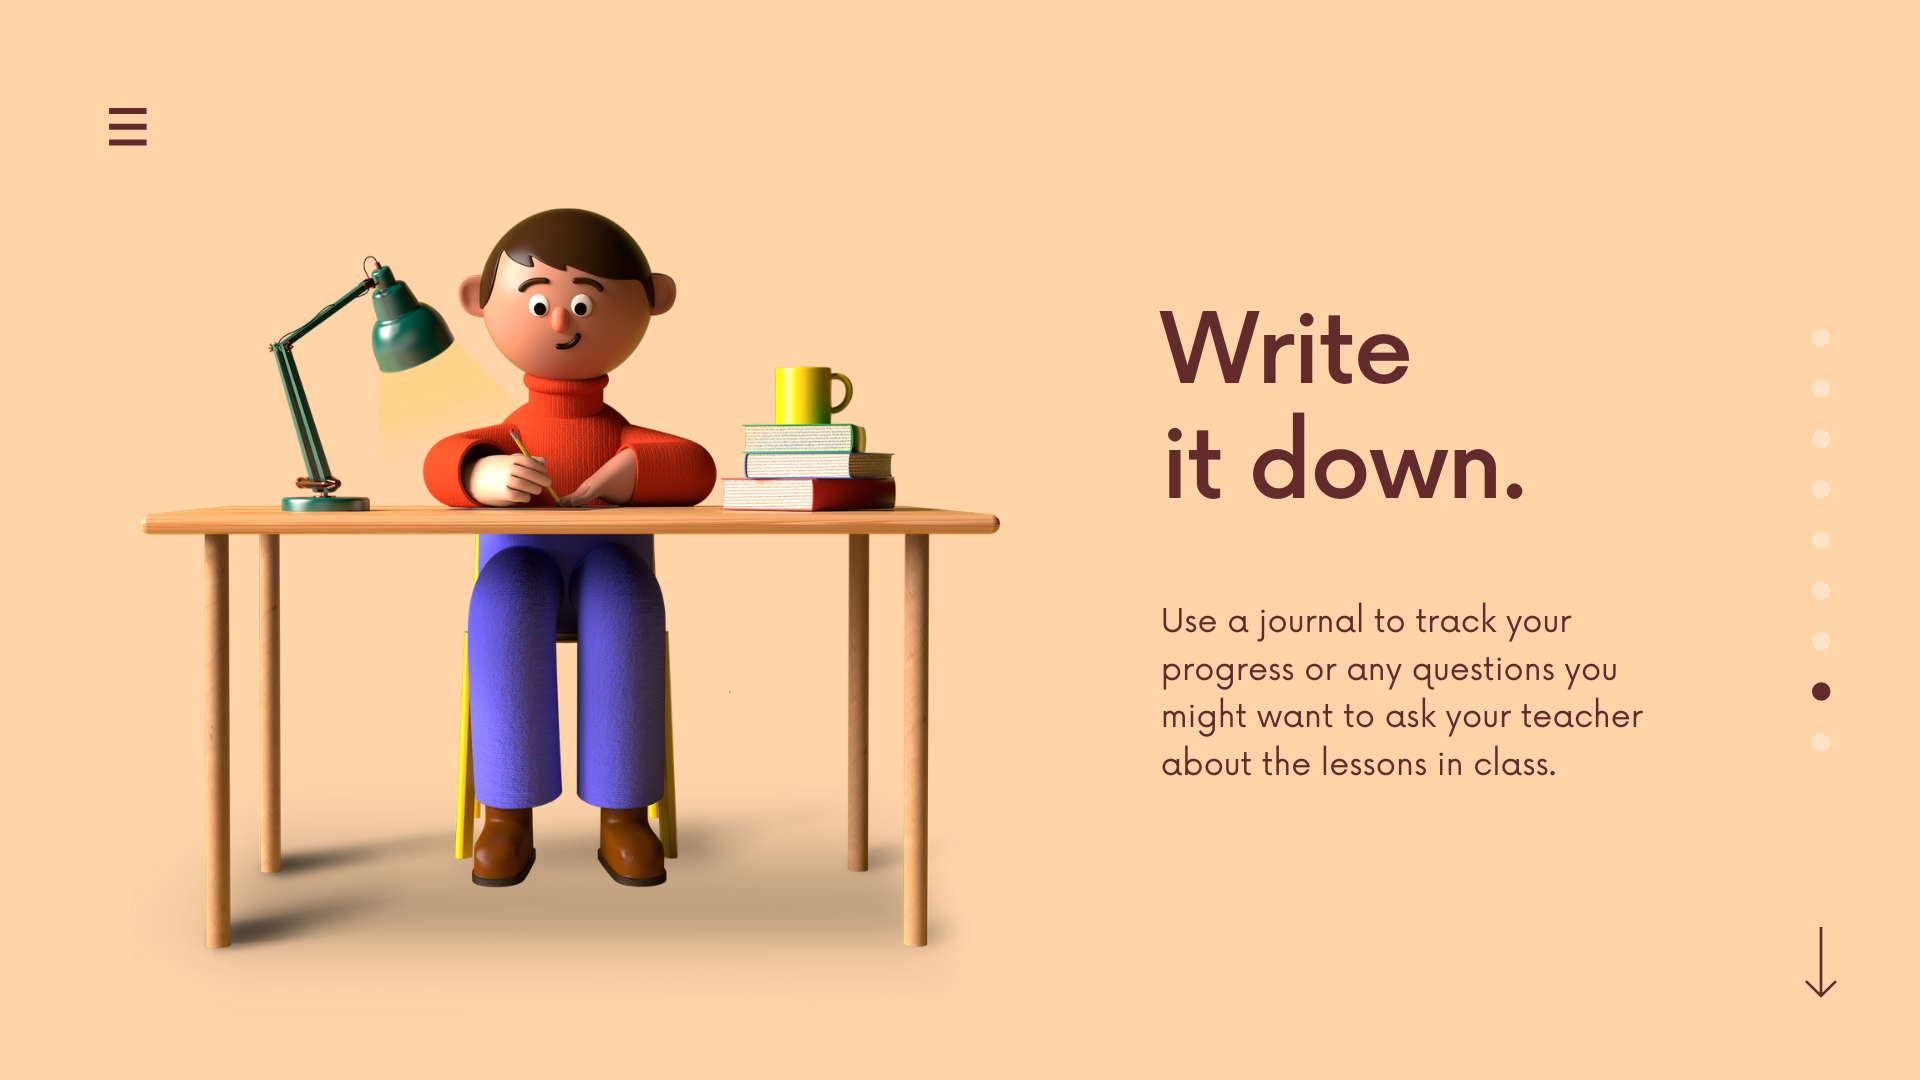 Write
it down.
Use a journal to track your
progress or any questions you
might want to ask your teacher
about the lessons in class.